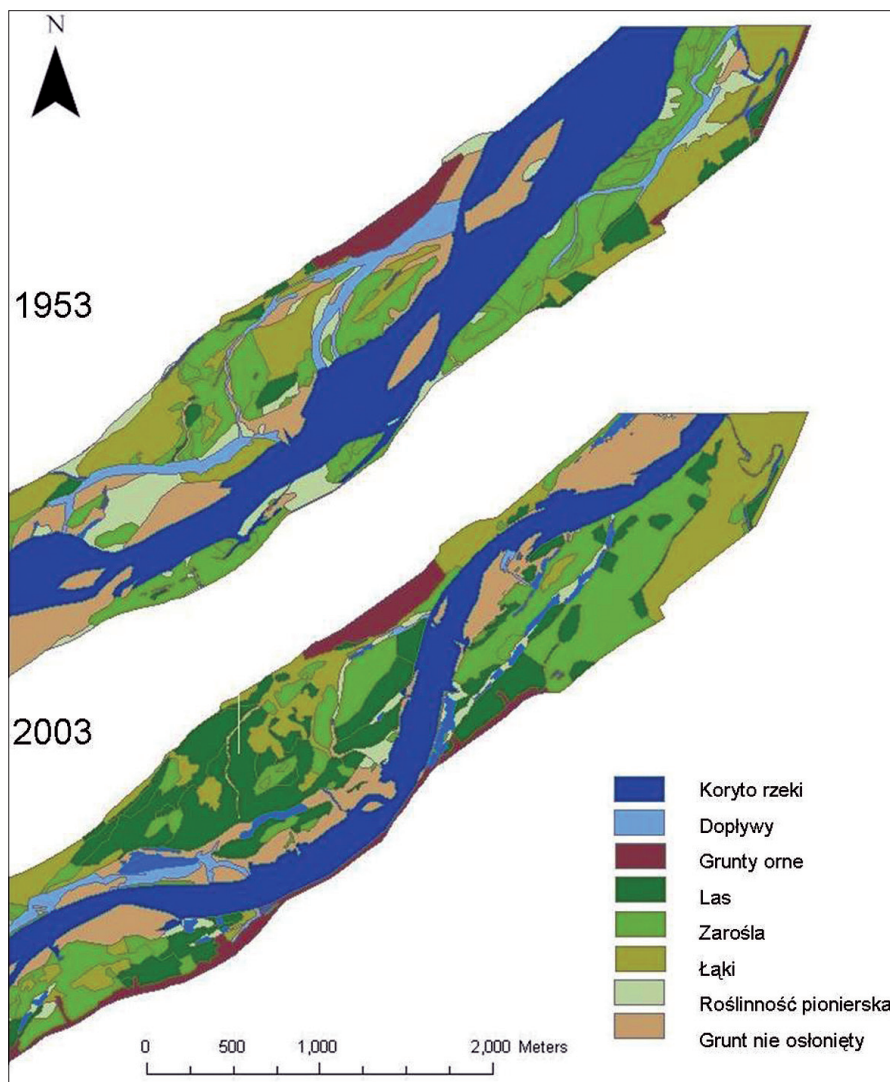 N
1953
2003
Koryto rzeki
Dopływy
Grunty orne
Las
Zarośla
Łąki
Roślinność pionierska
Grunt nie osłonięty
0 500 1,000 2,000 Meters